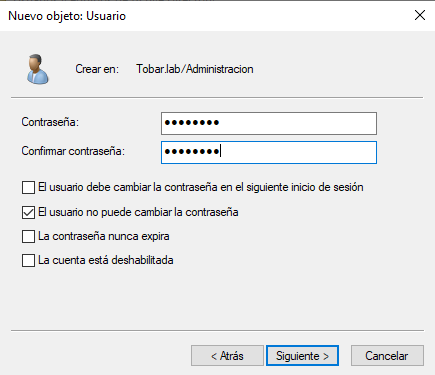 Nuevo objeto: Usuario
Crear en: Tobar.lab/Administracion
Contraseña: ●●●●●●●●
Confirmar contraseña: ●●●●●●●●
El usuario debe cambiar la contraseña en el siguiente inicio de sesión
El usuario no puede cambiar la contraseña
La contraseña nunca expira
La cuenta está deshabilitada
< Atrás Siguiente > Cancelar